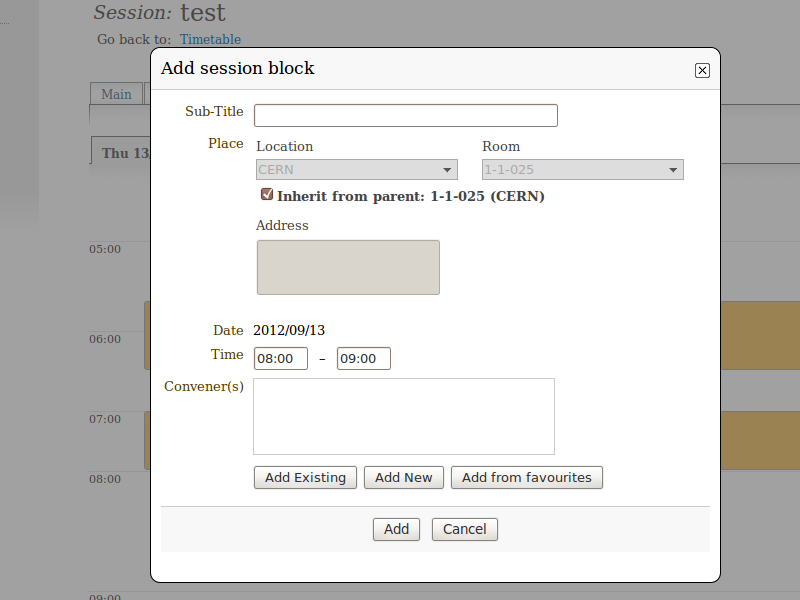 Session: test
Go back to: Timetable
Add session block
Main
Sub-Title
Place
Location
Room
CERN
1-1-025
Thu 13
Inherit from parent: 1-1-025 (CERN)
Address
05:00
Date 2012/09/13
06:00
Time 08:00 – 09:00
Convener(s)
07:00
08:00
Add Existing Add New Add from favourites
Add Cancel
09:00